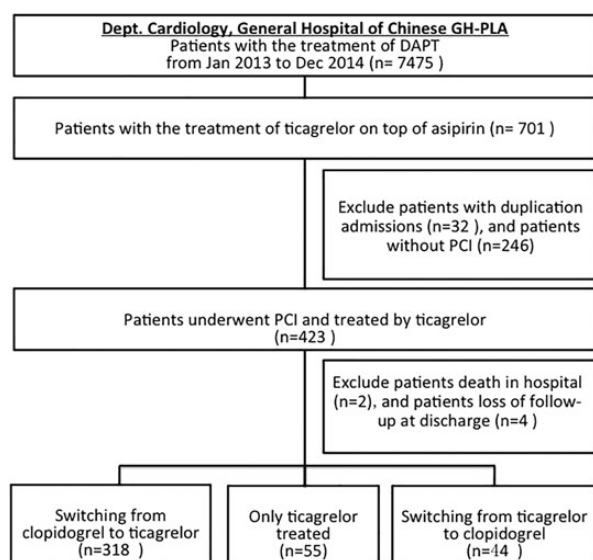 Dept. Cardiology, General Hospital of Chinese GH-PLA
Patients with the treatment of DAPT
from Jan 2013 to Dec 2014 (n= 7475 )
Patients with the treatment of ticagrelor on top of asipirin (n= 701 )
Exclude patients with duplication
admissions (n=32 ), and patients
without PCI (n=246)
Patients underwent PCI and treated by ticagrelor
(n=423 )
Exclude patients death in hospital
(n=2), and patients loss of follow-
up at discharge (n=4 )
Switching from
clopidogrel to ticagrelor
(n=318 )
Only ticagrelor
treated
(n=55)
Switching from ticagrelor
to clopidogrel
(n=44 )